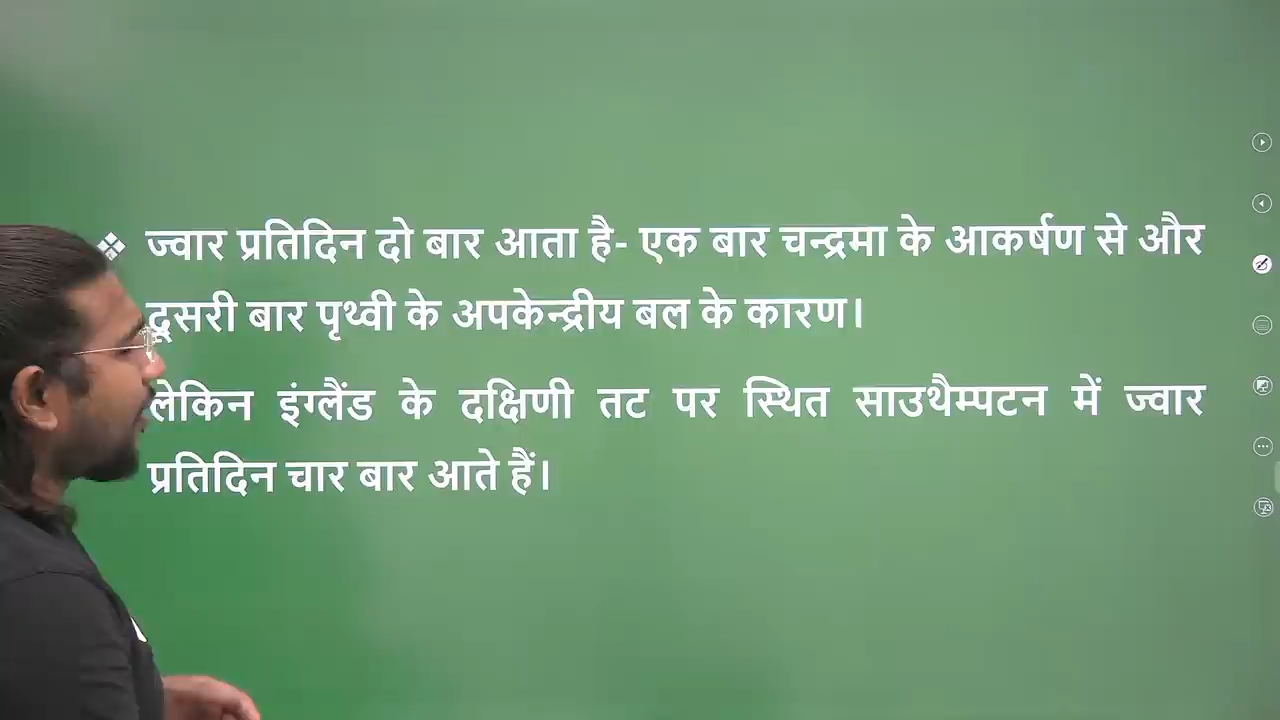 ज्वार प्रतिदिन दो बार आता है- एक बार चन्द्रमा के आकर्षण से और
दूसरी बार पृथ्वी के अपकेन्द्रीय बल के कारण।
लेकिन इंग्लैंड के दक्षिणी तट पर स्थित साउथैम्पटन में ज्वार
प्रतिदिन चार बार आते हैं।